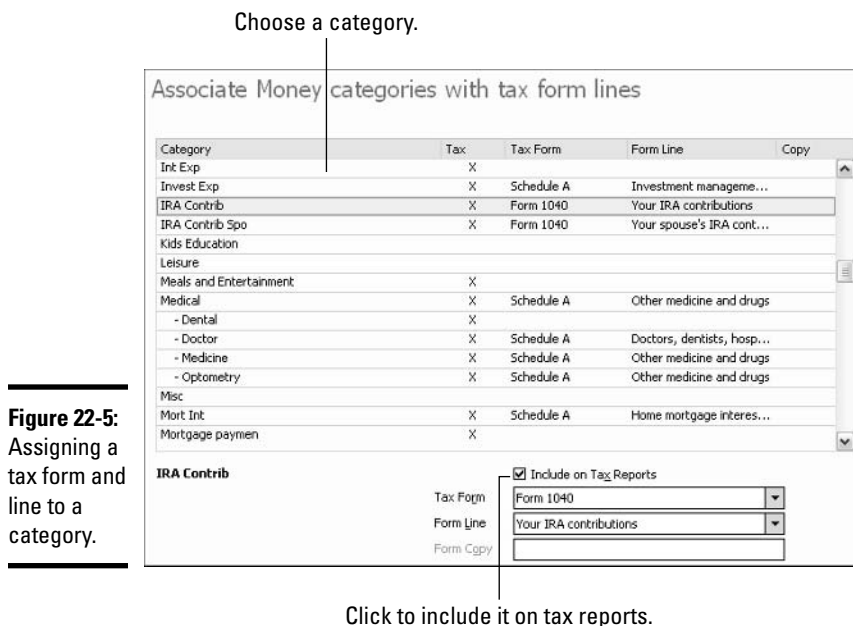 Choose a category.
Associate Money categories with tax form lines
Category Tax Tax Form Form Line Copy
Int Exp X
Invest Exp X Schedule A Investment manageme...
IRA Contrib X Form 1040 Your IRA contributions
IRA Contrib Spo X Form 1040 Your spouse's IRA cont...
Kids Education
Leisure
Meals and Entertainment X
Medical X Schedule A Other medicine and drugs
- Dental X
- Doctor X Schedule A Doctors, dentists, hosp...
- Medicine X Schedule A Other medicine and drugs
- Optometry X Schedule A Other medicine and drugs
Misc
Mort Int X Schedule A Home mortgage interes...
Mortgage paymen X
IRA Contrib
Include on Tax Reports
Tax Form Form 1040
Form Line Your IRA contributions
Form Copy
Figure 22-5:
Assigning a
tax form and
line to a
category.
Click to include it on tax reports.